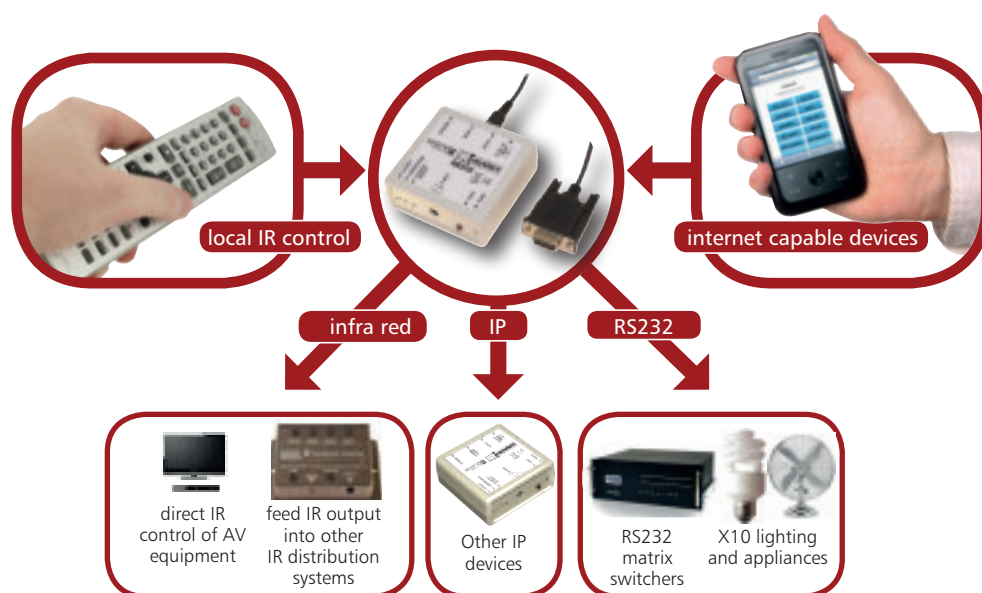 local IR control
internet capable devices
infra red
IP
RS232
direct IR
control of AV
equipment
feed IR output
into other
IR distribution
systems
Other IP
devices
RS232
matrix
switchers
X10 lighting
and appliances